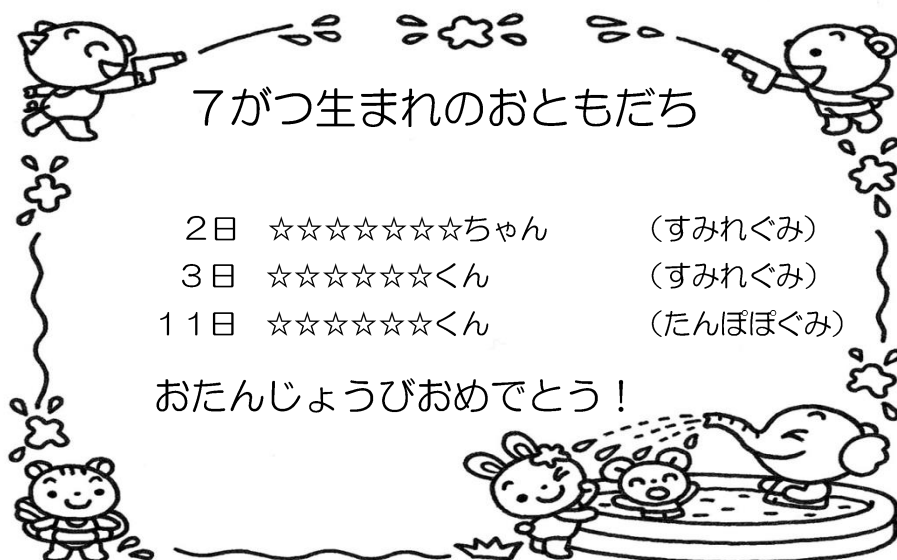 ７がつ生まれのおともだち
２日 ☆☆☆☆☆☆☆ちゃん （すみれぐみ）
３日 ☆☆☆☆☆☆くん （すみれぐみ）
１１日 ☆☆☆☆☆☆くん （たんぽぽぐみ）
おたんじょうびおめでとう！